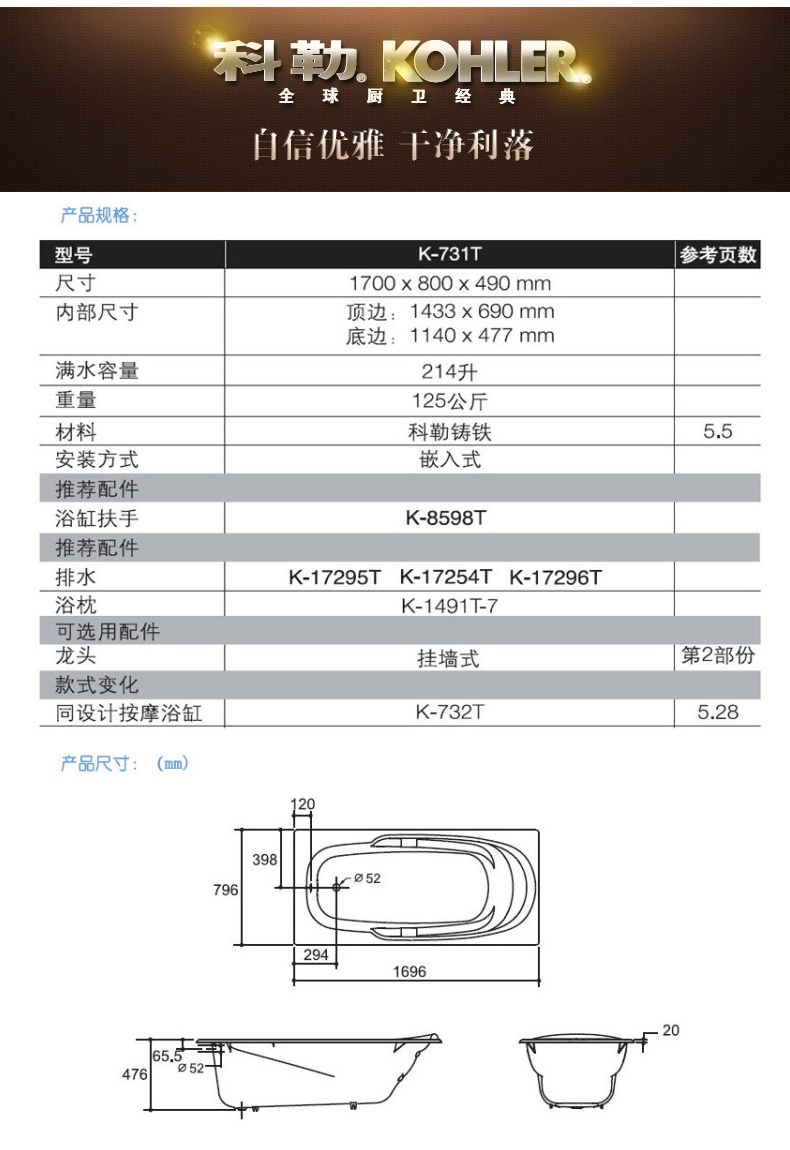 科勒® KOHLER®
全球厨卫经典
自信优雅 干净利落
产品规格:
型号 K-731T 参考页数
尺寸 1700 x 800 x 490 mm
内部尺寸 顶边: 1433 x 690 mm
底边: 1140 x 477 mm
满水容量 214升
重量 125公斤
材料 科勒铸铁 5.5
安装方式 嵌入式
推荐配件
浴缸扶手 K-8598T
推荐配件
排水 K-17295T K-17254T K-17296T
浴枕 K-1491T-7
可选用配件
龙头 挂墙式 第2部份
款式变化
同设计按摩浴缸 K-732T 5.28
产品尺寸: (mm)
120
398
Ø 52
796
294
1696
20
65.5
Ø 52
476